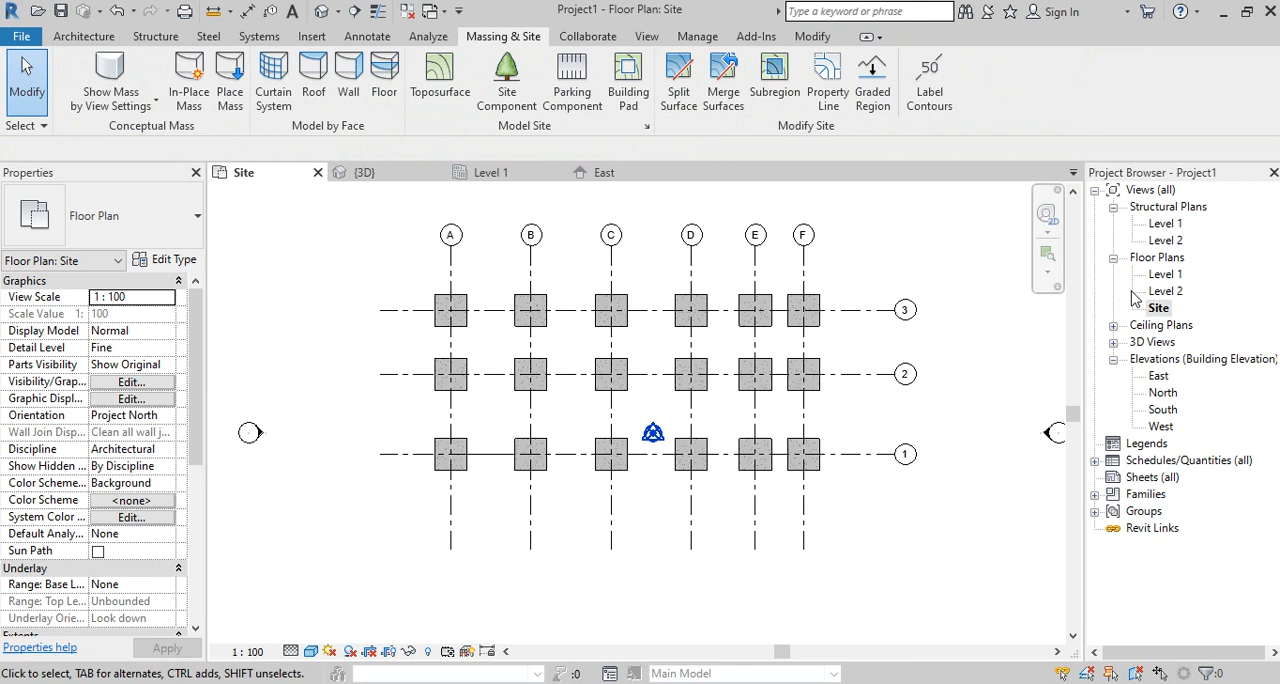 Project1 - Floor Plan: Site
Type a keyword or phrase
Sign In
File
Architecture
Structure
Steel
Systems
Insert
Annotate
Analyze
Massing & Site
Collaborate
View
Manage
Add-Ins
Modify
Modify
Show Mass
by View Settings
In-Place
Mass
Place
Mass
Curtain
System
Roof
Wall
Floor
Toposurface
Site
Component
Parking
Component
Building
Pad
Split
Surface
Merge
Surfaces
Subregion
Property
Line
Graded
Region
50
Label
Contours
Select
Conceptual Mass
Model by Face
Model Site
Modify Site
Properties
Floor Plan
Floor Plan: Site
Edit Type
Graphics
View Scale 1 : 100
Scale Value 1: 100
Display Model Normal
Detail Level Fine
Parts Visibility Show Original
Visibility/Grap... Edit...
Graphic Displ... Edit...
Orientation Project North
Wall Join Disp... Clean all wall j...
Discipline Architectural
Show Hidden ... By Discipline
Color Scheme... Background
Color Scheme <none>
System Color ... Edit...
Default Analy... None
Sun Path
Underlay
Range: Base L... None
Range: Top Le... Unbounded
Underlay Orie... Look down
Extents
Properties help
Apply
Site
{3D}
Level 1
East
A B C D E F
3
2
1
2D
1 : 100
Project Browser - Project1
Views (all)
Structural Plans
Level 1
Level 2
Floor Plans
Level 1
Level 2
Site
Ceiling Plans
3D Views
Elevations (Building Elevation)
East
North
South
West
Legends
Schedules/Quantities (all)
Sheets (all)
Families
Groups
Revit Links
Click to select, TAB for alternates, CTRL adds, SHIFT unselects.
:0
Main Model
:0